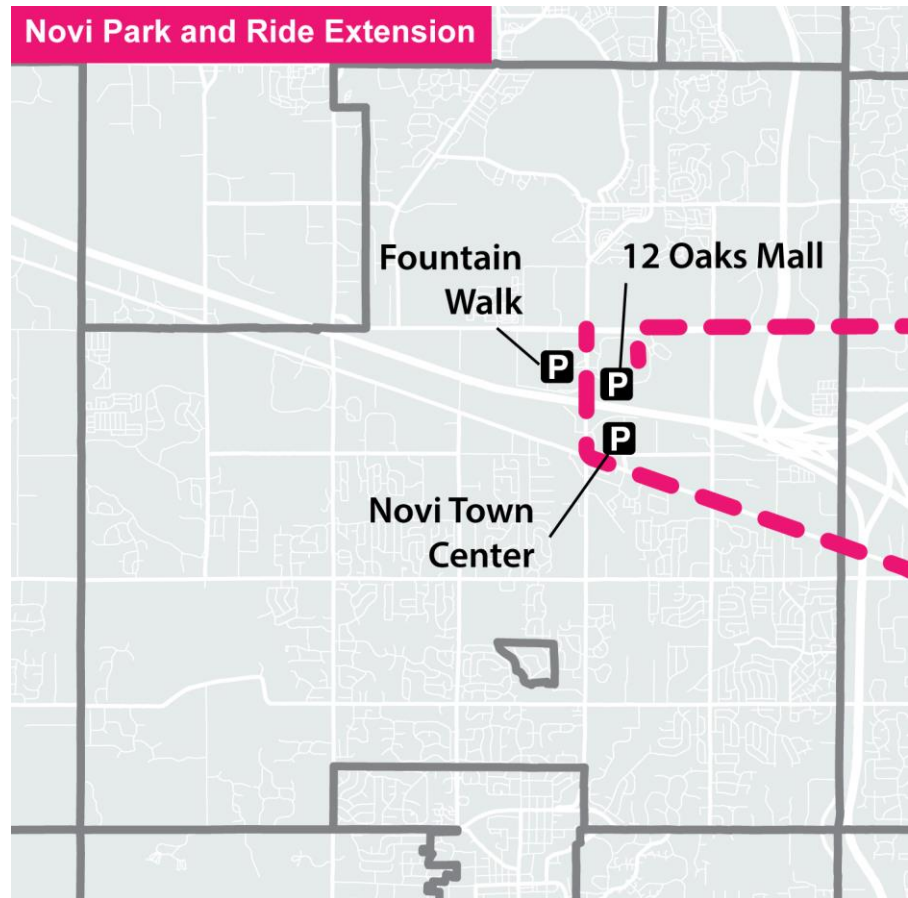 Novi Park and Ride Extension
Fountain
Walk
12 Oaks Mall
P
P
P
Novi Town
Center